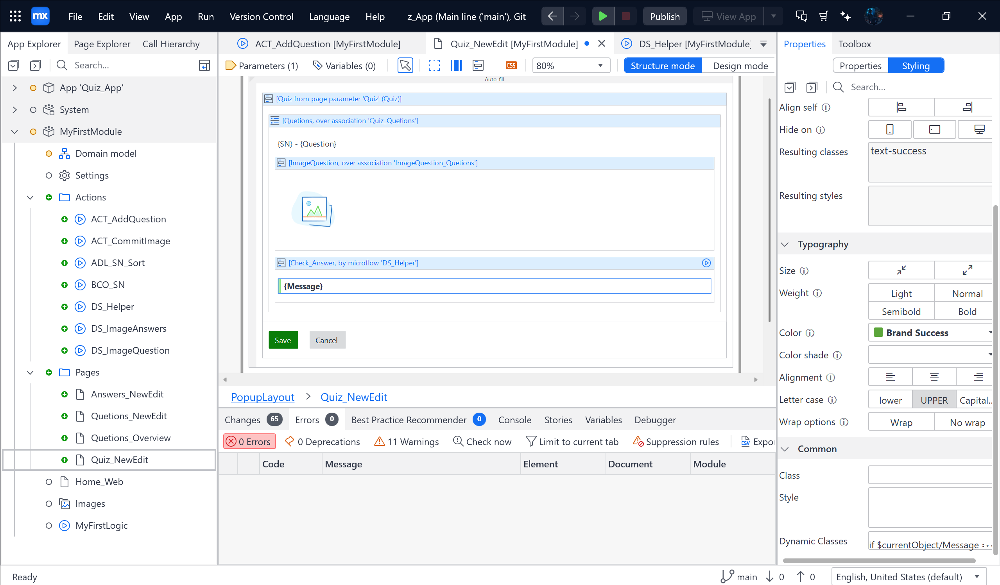 mx File Edit View App Run Version Control Language Help z_App (Main line ('main'), Git Publish View App
App Explorer Page Explorer Call Hierarchy
Search...
App 'Quiz_App'
System
MyFirstModule
Domain model
Settings
Actions
ACT_AddQuestion
ACT_CommitImage
ADL_SN_Sort
BCO_SN
DS_Helper
DS_ImageAnswers
DS_ImageQuestion
Pages
Answers_NewEdit
Quetions_NewEdit
Quetions_Overview
Quiz_NewEdit
Home_Web
Images
MyFirstLogic
ACT_AddQuestion [MyFirstModule] Quiz_NewEdit [MyFirstModule] DS_Helper [MyFirstModule]
Parameters (1) Variables (0) CSS 80% Structure mode Design mode
Auto-fill
[Quiz from page parameter 'Quiz' (Quiz)]
[Quetions, over association 'Quiz_Quetions']
{SN} - {Question}
[ImageQuestion, over association 'ImageQuestion_Quetions']
[Check_Answer, by microflow 'DS_Helper']
{Message}
Save Cancel
PopupLayout > Quiz_NewEdit
Changes 65 Errors 0 Best Practice Recommender 0 Console Stories Variables Debugger
0 Errors 0 Deprecations 11 Warnings Check now Limit to current tab Suppression rules CSV Expor
Code Message Element Document Module
Properties Toolbox
Properties Styling
Search...
Align self
Hide on
Resulting classes text-success
Resulting styles
Typography
Size
Weight Light Normal
Semibold Bold
Color Brand Success
Color shade
Alignment
Letter case lower UPPER Capital...
Wrap options Wrap No wrap
Common
Class
Style
Dynamic Classes if $currentObject/Message =
Ready main 0 0 English, United States (default)